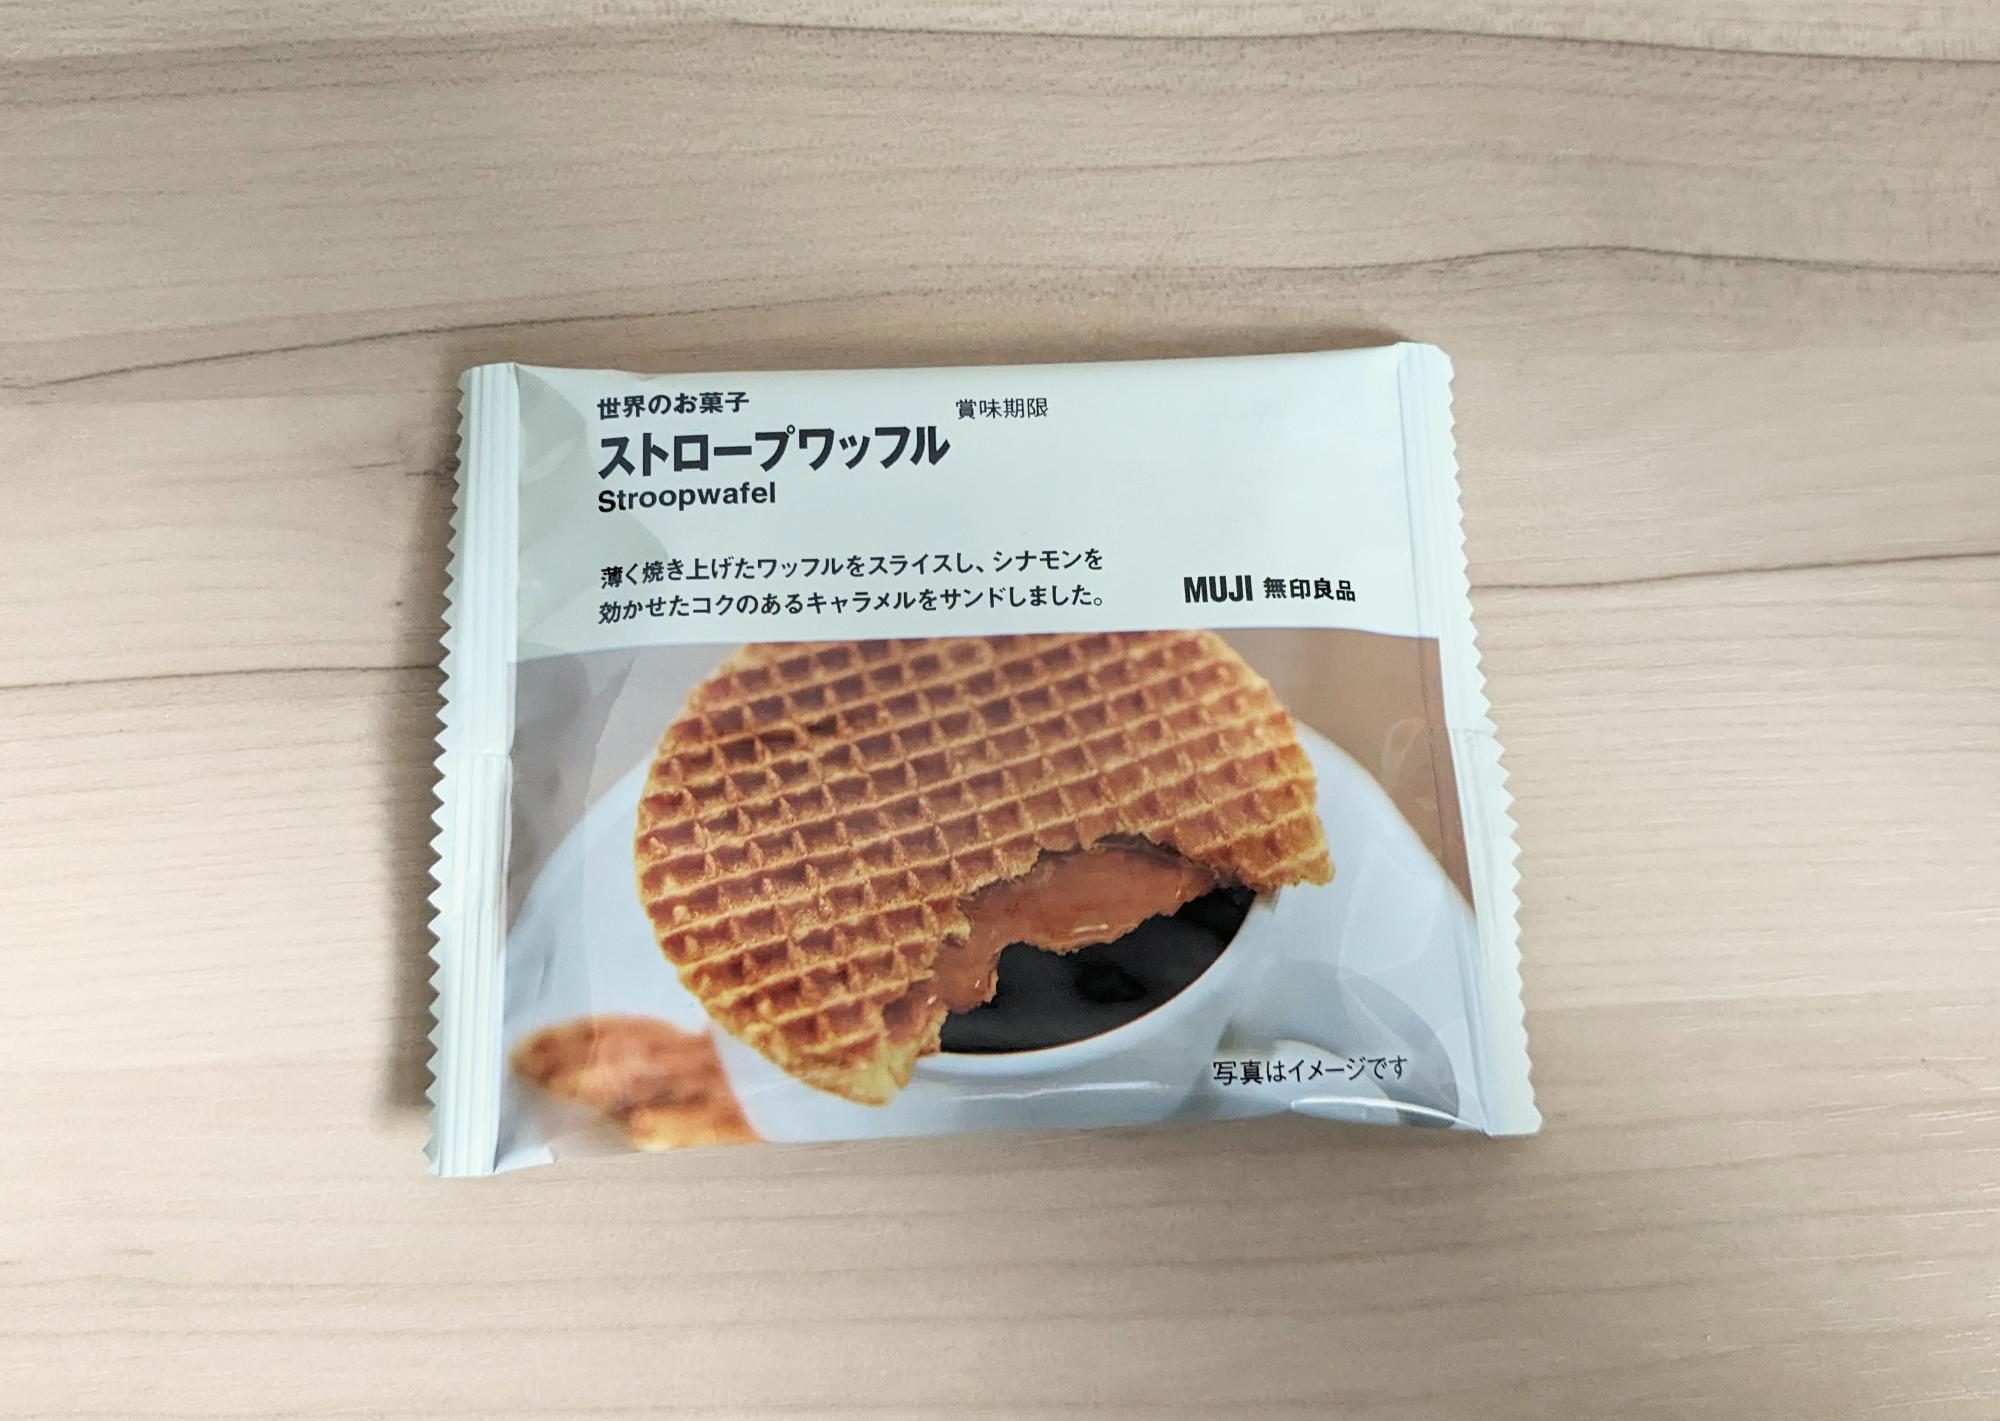 世界のお菓子
賞味期限
ストロープワッフル
Stroopwafel
薄く焼き上げたワッフルをスライスし、シナモンを
効かせたコクのあるキャラメルをサンドしました。
MUJI 無印良品
写真はイメージです